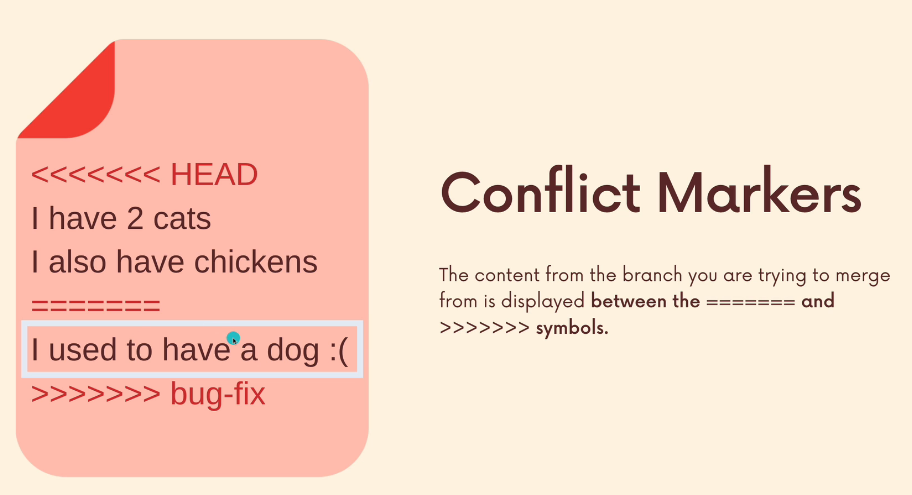 <<<<<<< HEAD
I have 2 cats
I also have chickens
=======
I used to have a dog :(
>>>>>>> bug-fix
Conflict Markers
The content from the branch you are trying to merge
from is displayed between the ======= and
>>>>>>> symbols.